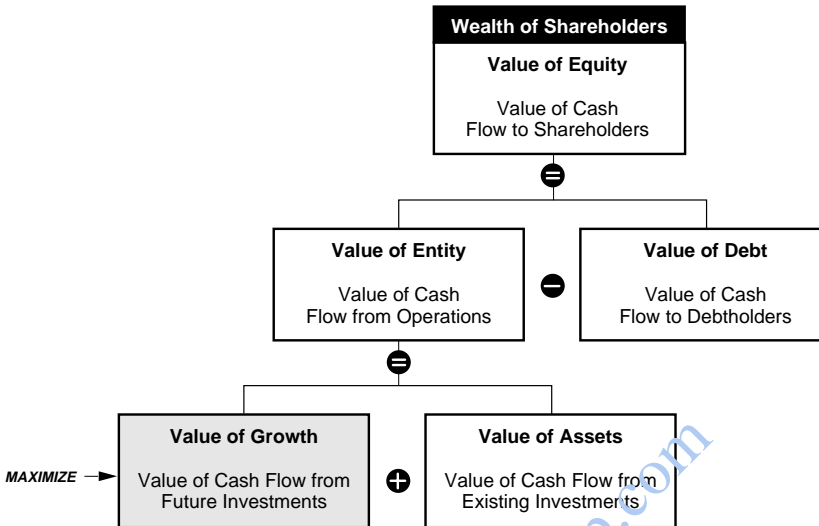 Wealth of Shareholders
Value of Equity
Value of Cash
Flow to Shareholders
=
Value of Entity
Value of Cash
Flow from Operations
−
Value of Debt
Value of Cash
Flow to Debtholders
=
MAXIMIZE
Value of Growth
Value of Cash Flow from
Future Investments
+
Value of Assets
Value of Cash Flow from
Existing Investments
.com